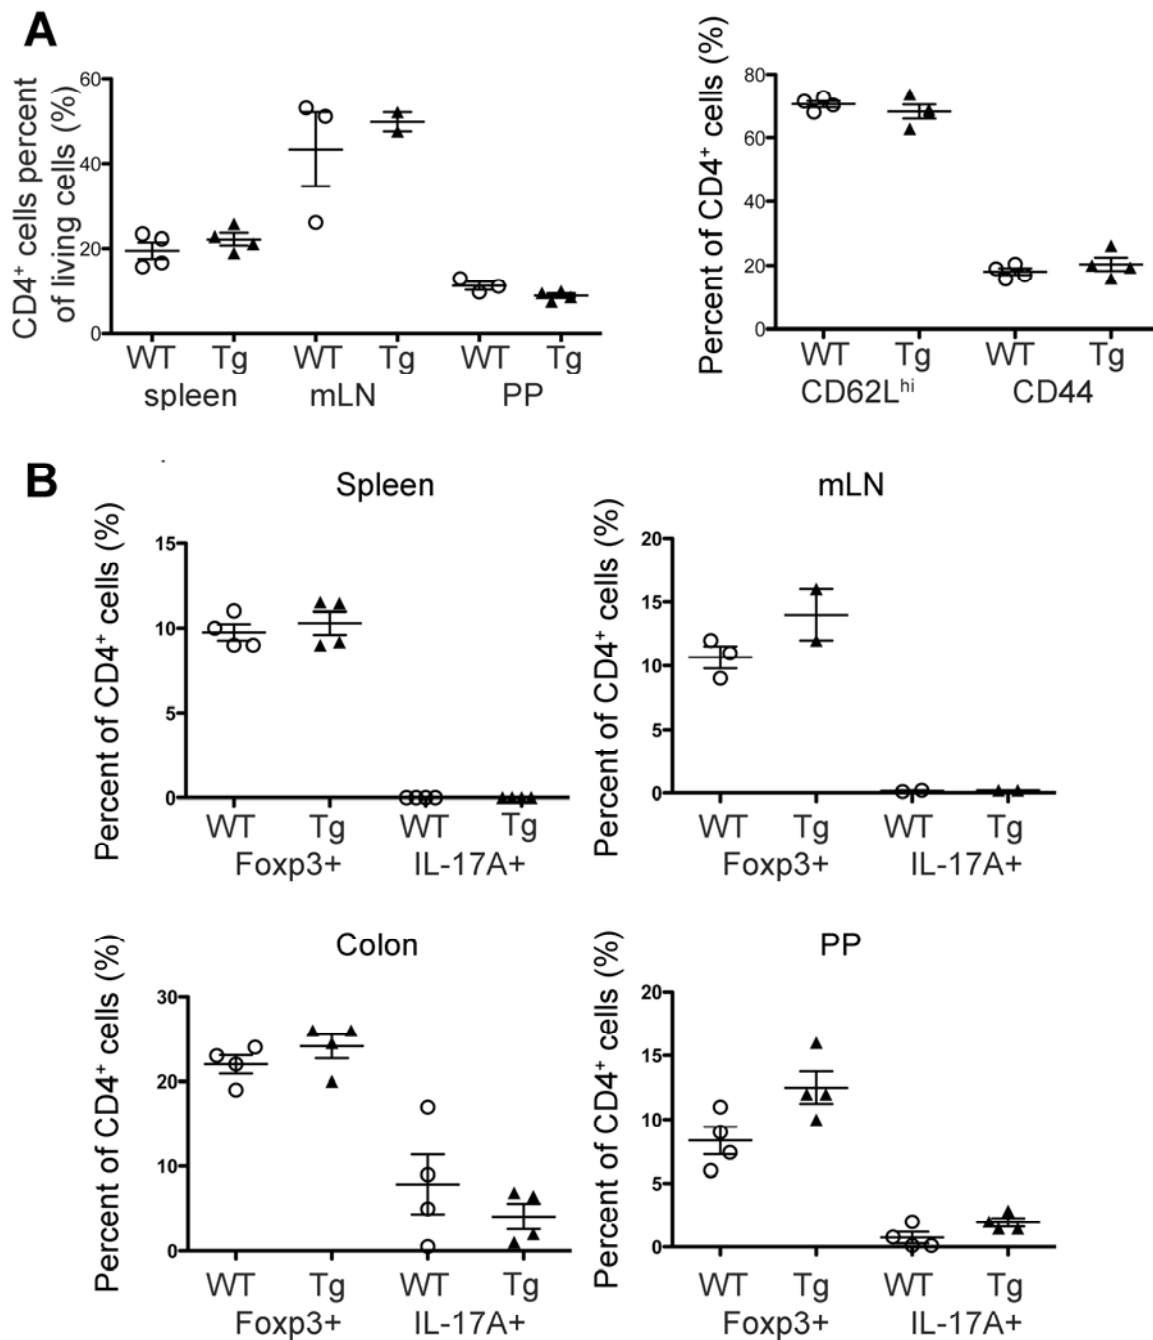 A
CD4⁺ cells percent
of living cells (%)
60
40
20
0
WT Tg WT Tg WT Tg
spleen mLN PP
Percent of CD4⁺ cells (%)
80
60
40
20
0
WT Tg WT Tg
CD62Lʰⁱ CD44
B
Spleen
Percent of CD4⁺ cells (%)
15
10
5
0
WT Tg WT Tg
Foxp3+ IL-17A+
mLN
Percent of CD4⁺ cells (%)
20
15
10
5
0
WT Tg WT Tg
Foxp3+ IL-17A+
Colon
Percent of CD4⁺ cells (%)
30
20
10
0
WT Tg WT Tg
Foxp3+ IL-17A+
PP
Percent of CD4⁺ cells (%)
20
15
10
5
0
WT Tg WT Tg
Foxp3+ IL-17A+